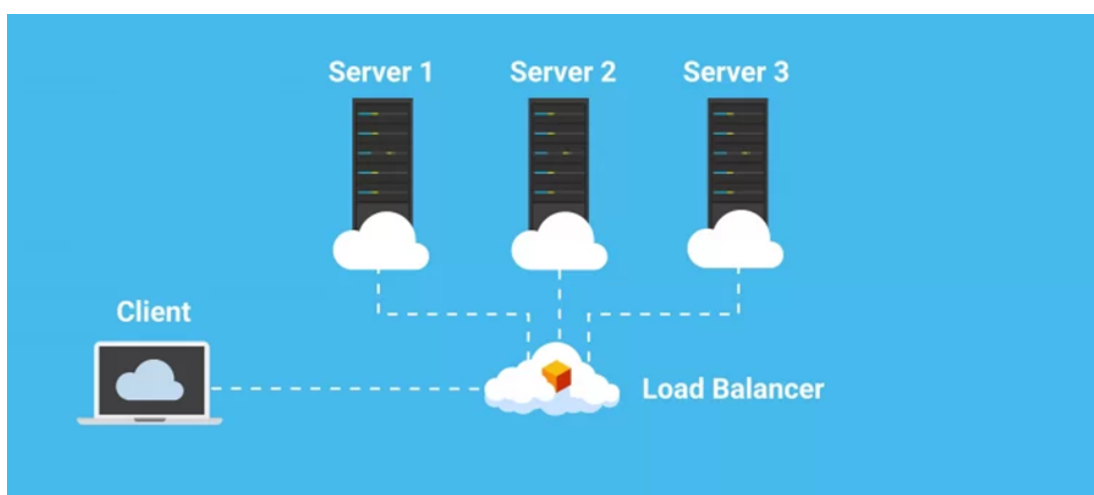 Server 1
Server 2
Server 3
Client
Load Balancer